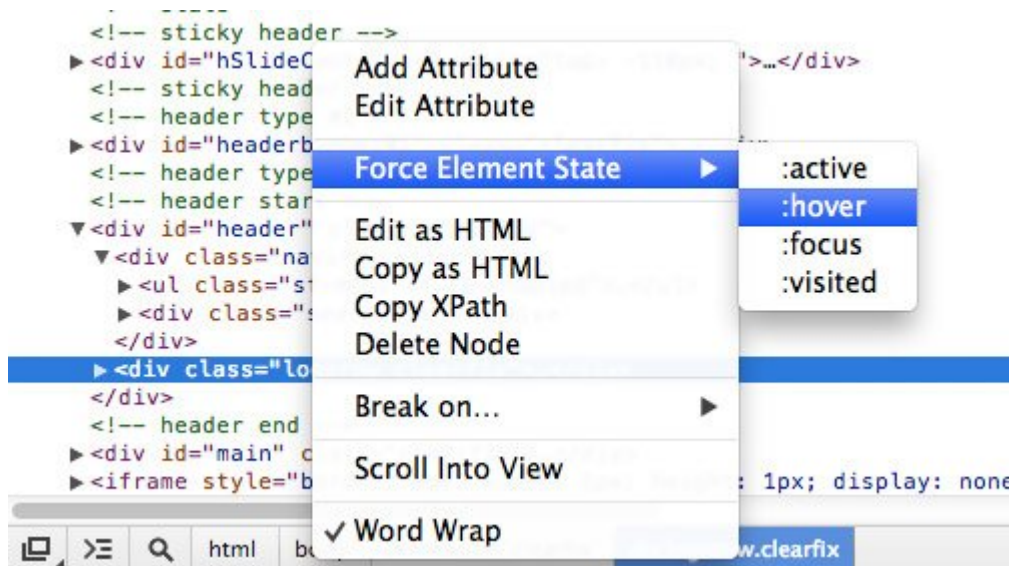 <!-- sticky header -->
▶<div id="hSlideC ">…</div>
<!-- sticky head
<!-- header type
▶<div id="headerb
<!-- header type
<!-- header star
▼<div id="header"
▼<div class="na
▶<ul class="s
▶<div class="s
</div>
▶<div class="lo
</div>
<!-- header end
▶<div id="main" c
▶<iframe style="b : 1px; display: none
Add Attribute
Edit Attribute
Force Element State ▶
:active
:hover
:focus
:visited
Edit as HTML
Copy as HTML
Copy XPath
Delete Node
Break on... ▶
Scroll Into View
✓ Word Wrap
html bo w.clearfix